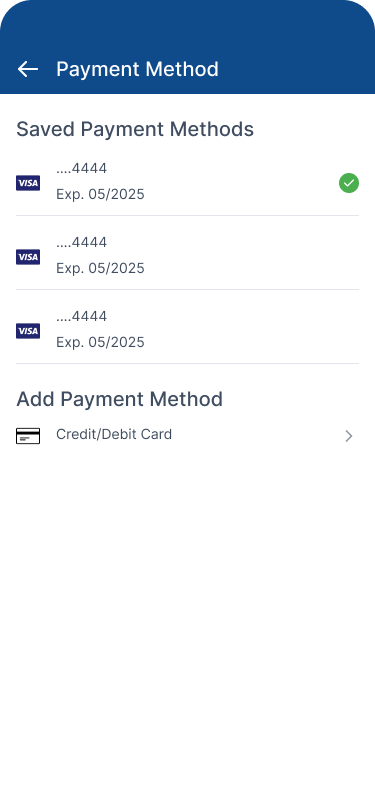 Payment Method
Saved Payment Methods
....4444
VISA
Exp. 05/2025
....4444
VISA
Exp. 05/2025
....4444
VISA
Exp. 05/2025
Add Payment Method
Credit/Debit Card